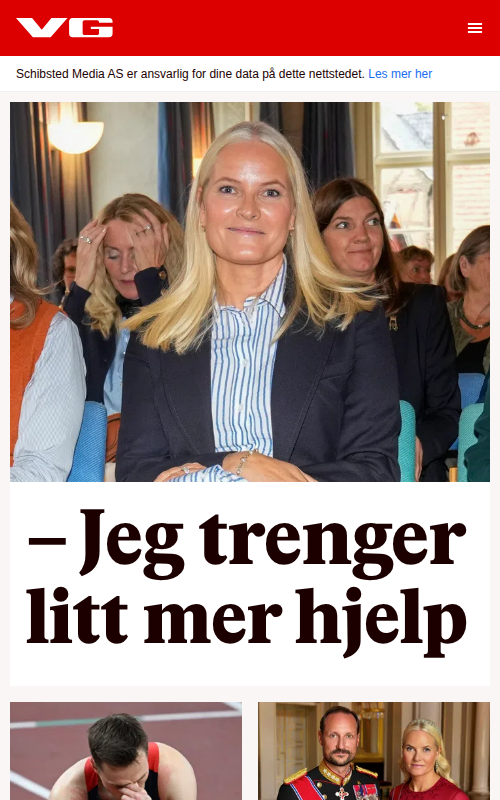 VG
Schibsted Media AS er ansvarlig for dine data på dette nettstedet. Les mer her
– Jeg trenger
litt mer hjelp